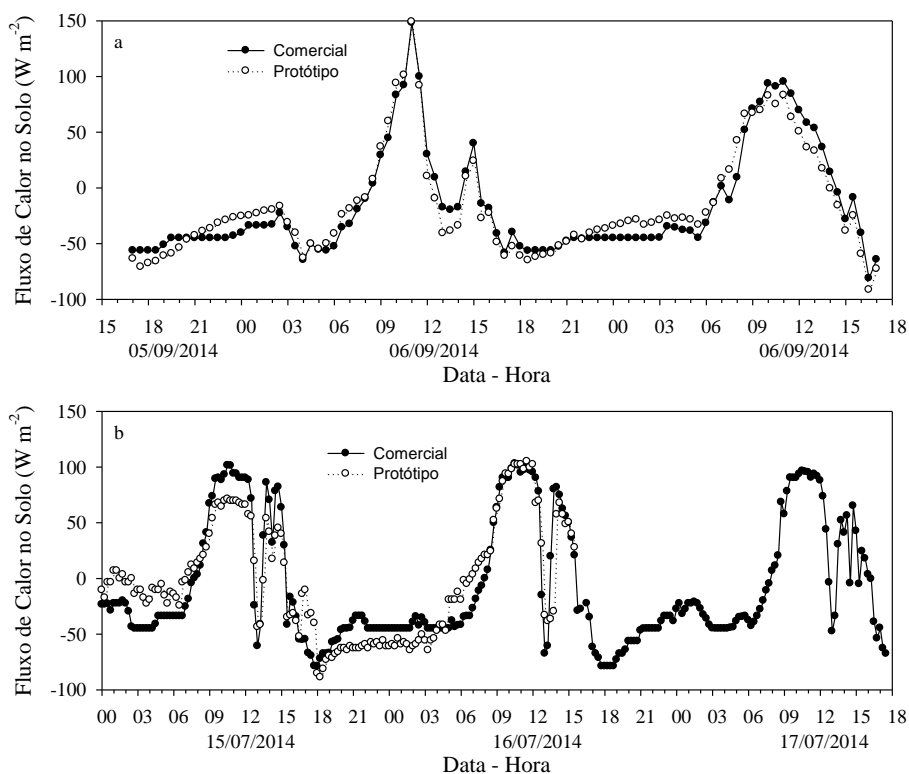 a
Comercial
Protótipo
Fluxo de Calor no Solo (W m-2)
150
100
50
0
-50
-100
15 18 21 00 03 06 09 12 15 18 21 00 03 06 09 12 15 18
05/09/2014 06/09/2014 06/09/2014
Data - Hora
b
Comercial
Protótipo
Fluxo de Calor no Solo (W m-2)
150
100
50
0
-50
-100
00 03 06 09 12 15 18 21 00 03 06 09 12 15 18 21 00 03 06 09 12 15 18
15/07/2014 16/07/2014 17/07/2014
Data - Hora